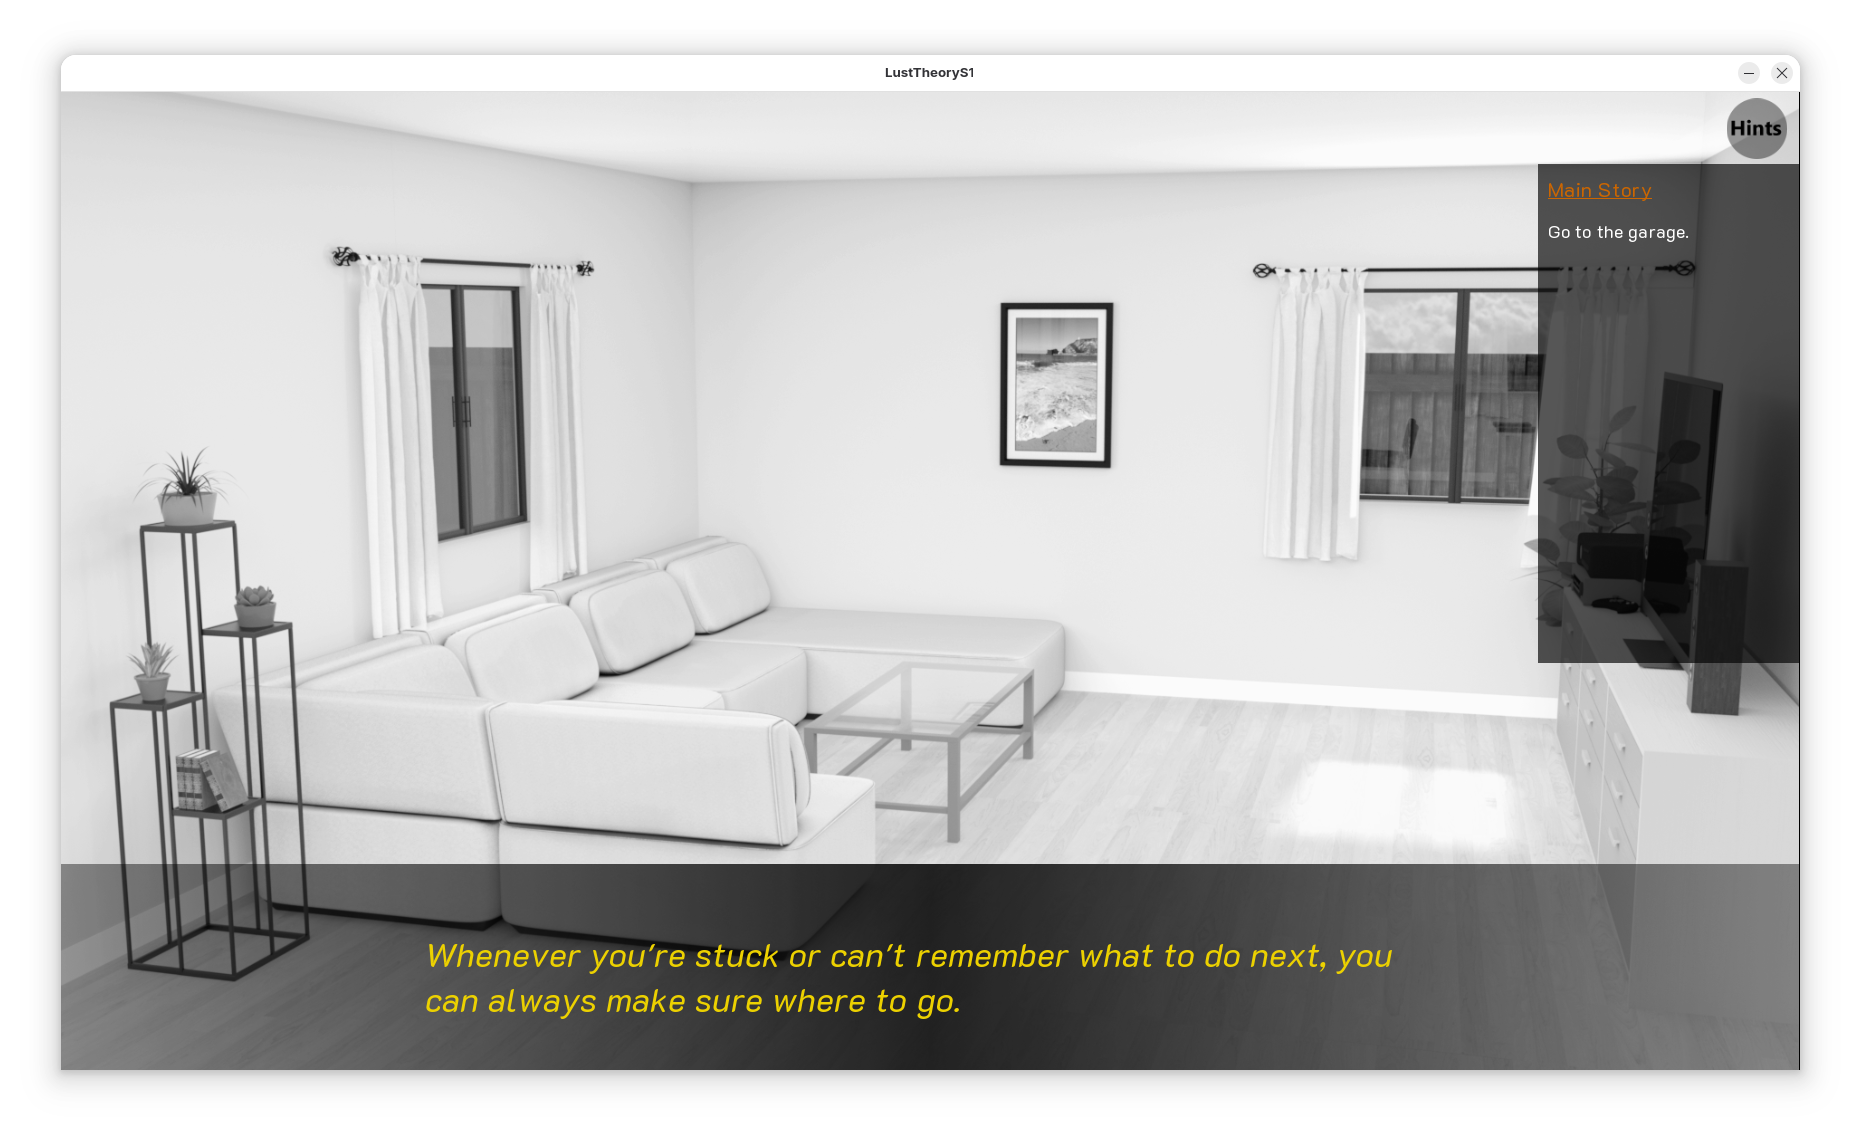 LustTheoryS1
Hints
Main Story
Go to the garage.
Whenever you're stuck or can't remember what to do next, you
can always make sure where to go.